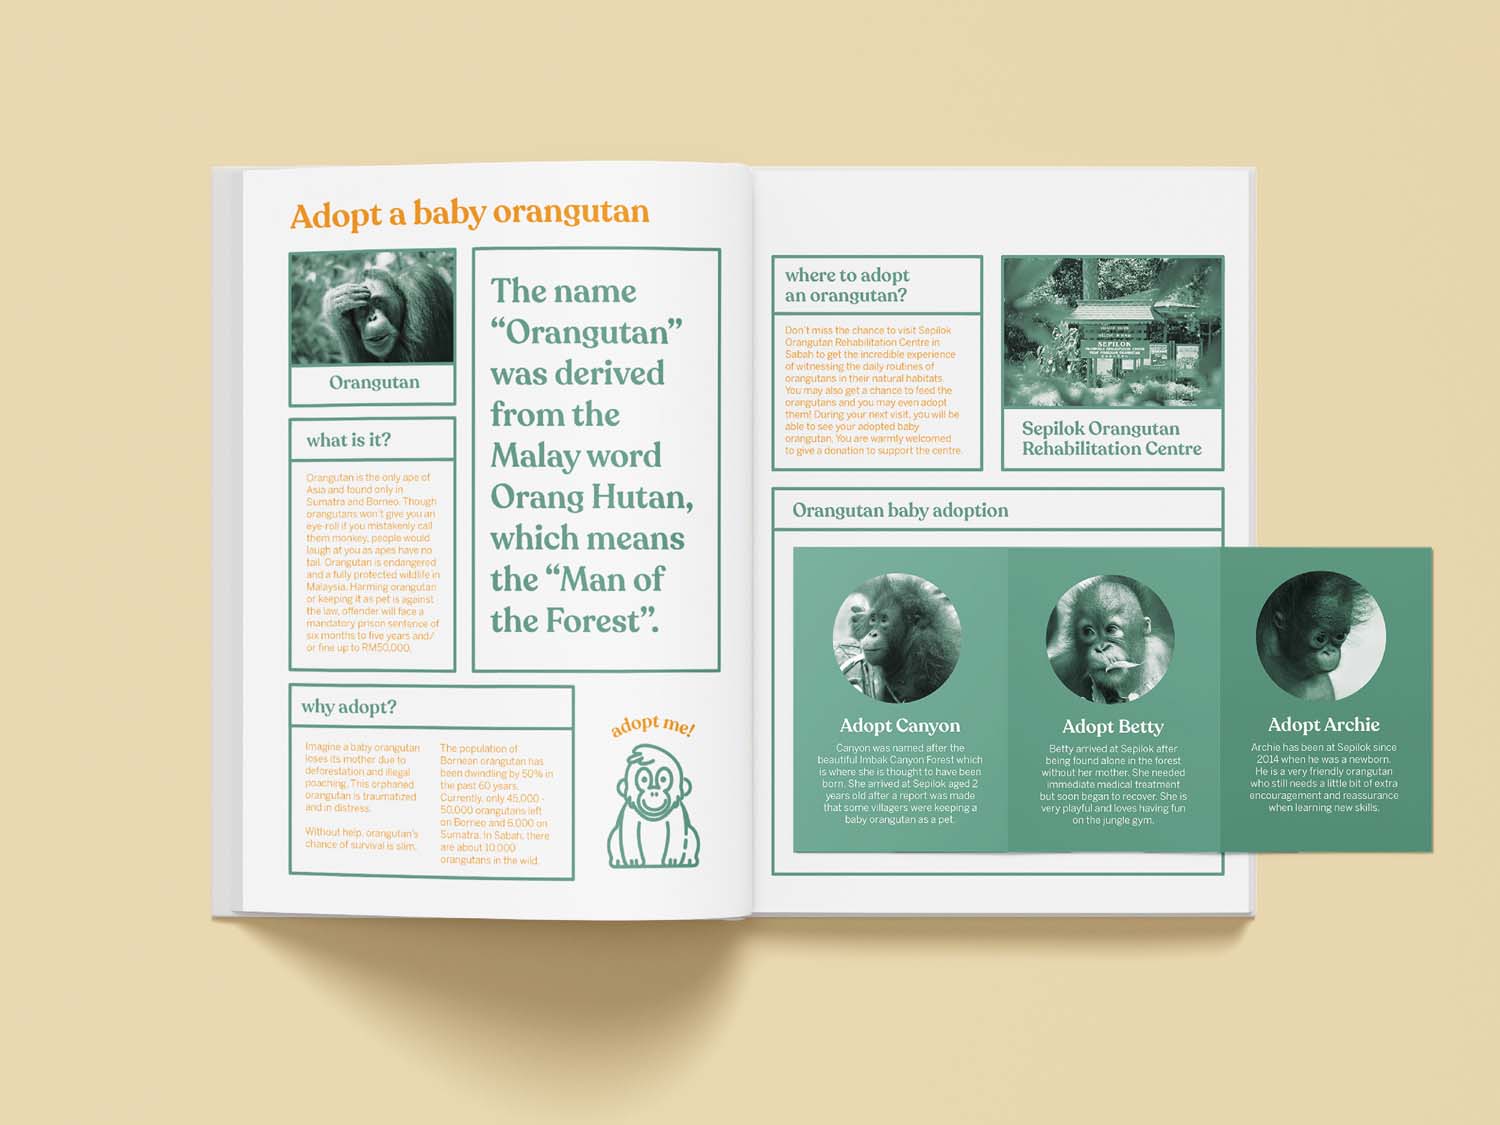 Adopt a baby orangutan
Orangutan
what is it?
Orangutan is the only ape of
Asia and found only in
Sumatra and Borneo. Though
orangutans won't give you an
eye-roll if you mistakenly call
them monkey, people would
laugh at you as apes have no
tail. Orangutan is endangered
and a fully protected wildlife in
Malaysia. Harming orangutan
or keeping it as pet is against
the law, offender will face a
mandatory prison sentence of
six months to five years and/
or fine up to RM50,000.
The name
“Orangutan”
was derived
from the
Malay word
Orang Hutan,
which means
the “Man of
the Forest”.
why adopt?
Imagine a baby orangutan
loses its mother due to
deforestation and illegal
poaching. This orphaned
orangutan is traumatized
and in distress.
Without help, orangutan's
chance of survival is slim.
The population of
Bornean orangutan has
been dwindling by 50% in
the past 60 years.
Currently, only 45,000 -
50,000 orangutans left
on Borneo and 6,000 on
Sumatra. In Sabah, there
are about 10,000
orangutans in the wild.
adopt me!
where to adopt
an orangutan?
Don't miss the chance to visit Sepilok
Orangutan Rehabilitation Centre in
Sabah to get the incredible experience
of witnessing the daily routines of
orangutans in their natural habitats.
You may also get a chance to feed the
orangutans and you may even adopt
them! During your next visit, you will be
able to see your adopted baby
orangutan. You are warmly welcomed
to give a donation to support the centre.
SEPILOK
Sepilok Orangutan
Rehabilitation Centre
Orangutan baby adoption
Adopt Canyon
Canyon was named after the
beautiful Imbak Canyon Forest which
is where she is thought to have been
born. She arrived at Sepilok aged 2
years old after a report was made
that some villagers were keeping a
baby orangutan as a pet.
Adopt Betty
Betty arrived at Sepilok after
being found alone in the forest
without her mother. She needed
immediate medical treatment
but soon began to recover. She is
very playful and loves having fun
on the jungle gym.
Adopt Archie
Archie has been at Sepilok since
2014 when he was a newborn.
He is a very friendly orangutan
who still needs a little bit of extra
encouragement and reassurance
when learning new skills.